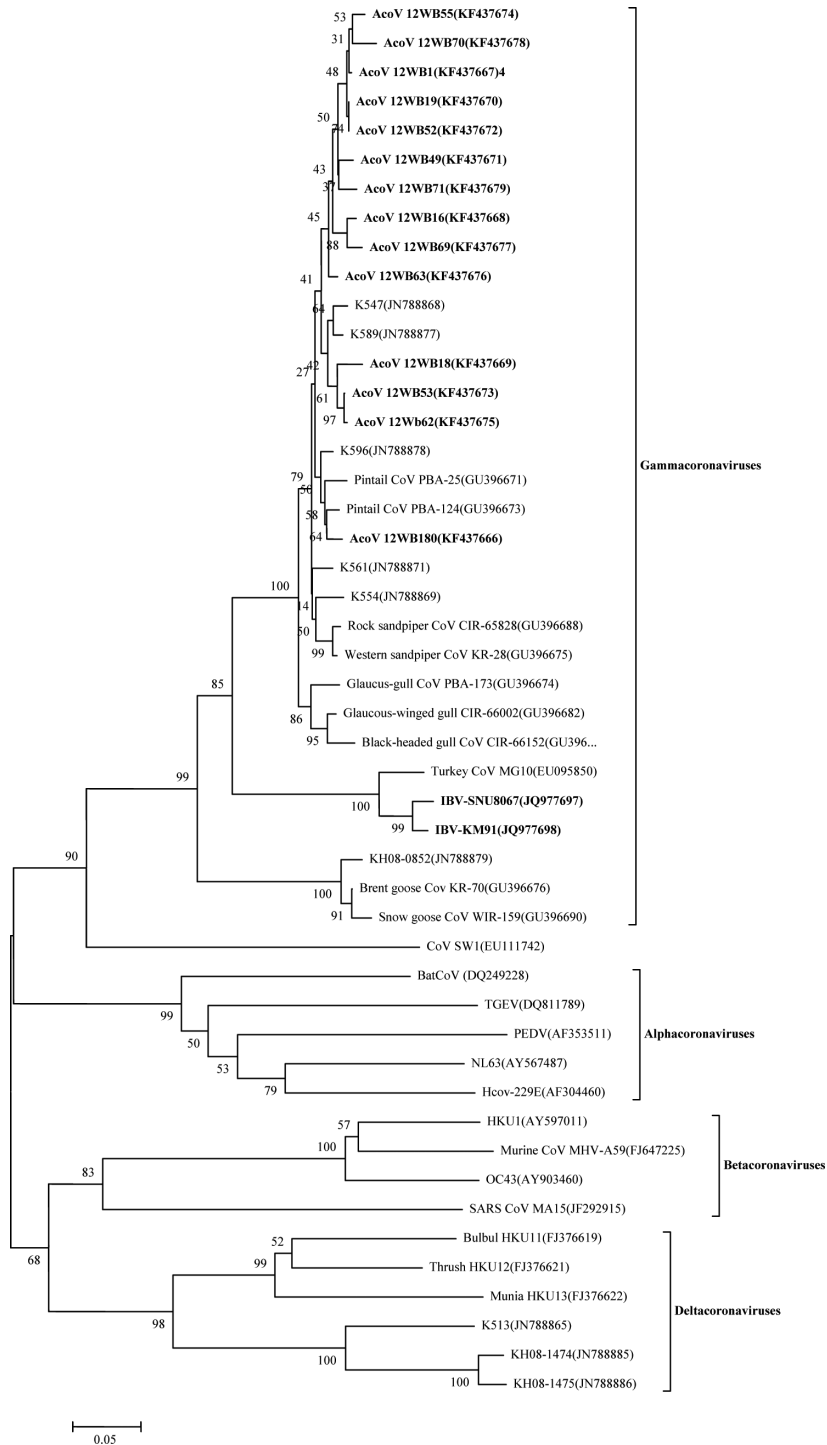 53
AcoV 12WB55(KF437674)
31
AcoV 12WB70(KF437678)
48
AcoV 12WB1(KF437667)4
AcoV 12WB19(KF437670)
50
74
AcoV 12WB52(KF437672)
AcoV 12WB49(KF437671)
43
37
AcoV 12WB71(KF437679)
45
AcoV 12WB16(KF437668)
88
AcoV 12WB69(KF437677)
41
AcoV 12WB63(KF437676)
64
K547(JN788868)
K589(JN788877)
27
42
AcoV 12WB18(KF437669)
61
AcoV 12WB53(KF437673)
97
AcoV 12Wb62(KF437675)
K596(JN788878)
Gammacoronaviruses
79
Pintail CoV PBA-25(GU396671)
58
Pintail CoV PBA-124(GU396673)
64
AcoV 12WB180(KF437666)
K561(JN788871)
100
14
K554(JN788869)
50
Rock sandpiper CoV CIR-65828(GU396688)
99
Western sandpiper CoV KR-28(GU396675)
85
Glaucus-gull CoV PBA-173(GU396674)
86
Glaucous-winged gull CIR-66002(GU396682)
95
Black-headed gull CoV CIR-66152(GU396...
99
Turkey CoV MG10(EU095850)
100
IBV-SNU8067(JQ977697)
99
IBV-KM91(JQ977698)
90
KH08-0852(JN788879)
100
Brent goose Cov KR-70(GU396676)
91
Snow goose CoV WIR-159(GU396690)
CoV SW1(EU111742)
BatCoV (DQ249228)
99
TGEV(DQ811789)
50
PEDV(AF353511)
Alphacoronaviruses
53
NL63(AY567487)
79
Hcov-229E(AF304460)
57
HKU1(AY597011)
100
Murine CoV MHV-A59(FJ647225)
Betacoronaviruses
83
OC43(AY903460)
SARS CoV MA15(JF292915)
68
52
Bulbul HKU11(FJ376619)
99
Thrush HKU12(FJ376621)
Munia HKU13(FJ376622)
Deltacoronaviruses
98
K513(JN788865)
100
KH08-1474(JN788885)
100
KH08-1475(JN788886)
0.05